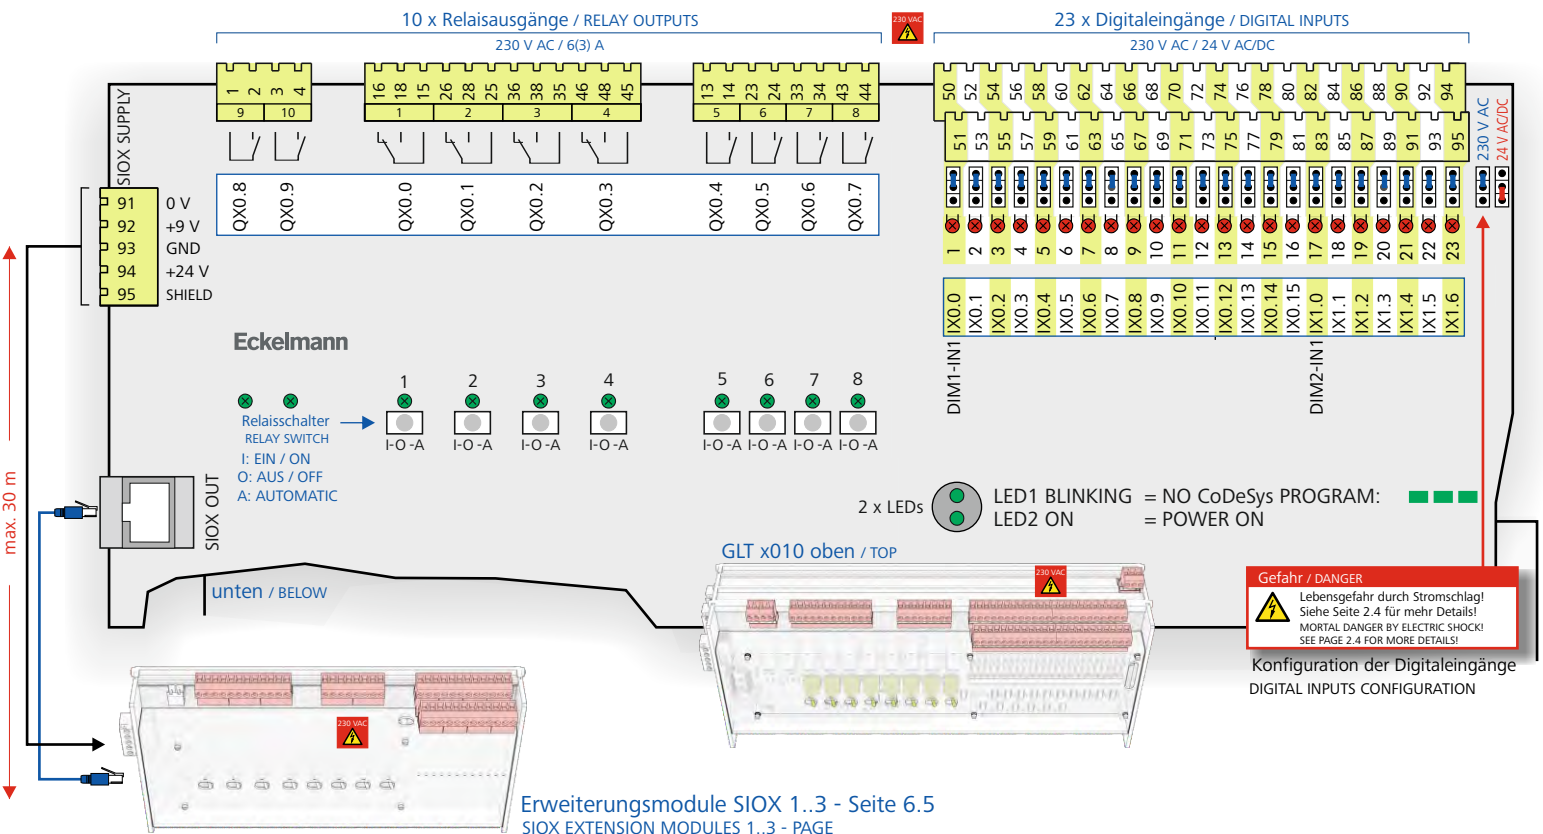 10 x Relaisausgänge / RELAY OUTPUTS
230 V AC / 6(3) A
230 VAC
23 x Digitaleingänge / DIGITAL INPUTS
230 V AC / 24 V AC/DC
1 2 3 4
16 18 15 26 28 25 36 38 35 46 48 45
13 14 23 24 33 34 43 44
50 52 54 56 58 60 62 64 66 68 70 72 74 76 78 80 82 84 86 88 90 92 94
9 10
1 2 3 4
5 6 7 8
51 53 55 57 59 61 63 65 67 69 71 73 75 77 79 81 83 85 87 89 91 93 95
230 V AC
24 V AC/DC
SIOX SUPPLY
91 0 V
92 +9 V
93 GND
94 +24 V
95 SHIELD
QX0.8 QX0.9 QX0.0 QX0.1 QX0.2 QX0.3 QX0.4 QX0.5 QX0.6 QX0.7
1 2 3 4 5 6 7 8 9 10 11 12 13 14 15 16 17 18 19 20 21 22 23
IX0.0 IX0.1 IX0.2 IX0.3 IX0.4 IX0.5 IX0.6 IX0.7 IX0.8 IX0.9 IX0.10 IX0.11 IX0.12 IX0.13 IX0.14 IX0.15 IX1.0 IX1.1 IX1.2 IX1.3 IX1.4 IX1.5 IX1.6
DIM1-IN1
DIM2-IN1
Eckelmann
1 2 3 4 5 6 7 8
Relaisschalter
RELAY SWITCH
I: EIN / ON
O: AUS / OFF
A: AUTOMATIC
I-O -A I-O -A I-O -A I-O -A I-O -A I-O -A I-O -A I-O -A
max. 30 m
SIOX OUT
2 x LEDs
LED1 BLINKING = NO CoDeSys PROGRAM:
LED2 ON = POWER ON
GLT x010 oben / TOP
unten / BELOW
230 VAC
Gefahr / DANGER
Lebensgefahr durch Stromschlag!
Siehe Seite 2.4 für mehr Details!
MORTAL DANGER BY ELECTRIC SHOCK!
SEE PAGE 2.4 FOR MORE DETAILS!
Konfiguration der Digitaleingänge
DIGITAL INPUTS CONFIGURATION
230 VAC
Erweiterungsmodule SIOX 1..3 - Seite 6.5
SIOX EXTENSION MODULES 1..3 - PAGE